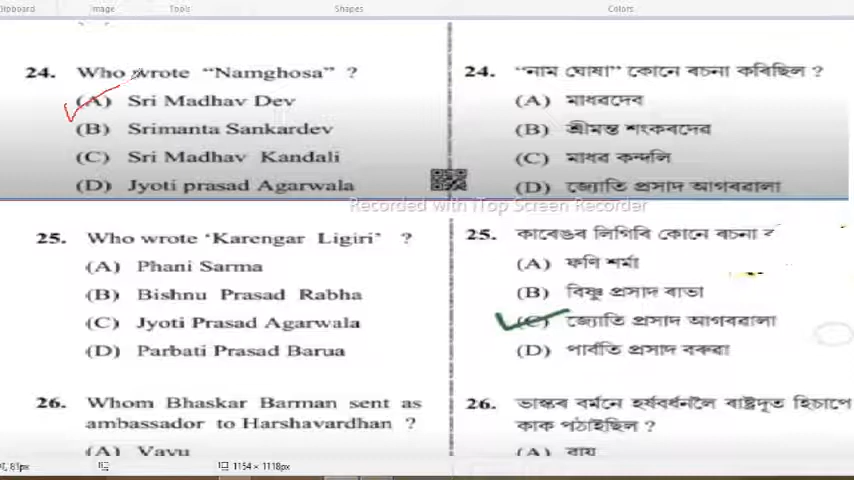 Clipboard Image Tools Shapes Colors
24. Who wrote “Namghosa” ?
(A) Sri Madhav Dev
(B) Srimanta Sankardev
(C) Sri Madhav Kandali
(D) Jyoti prasad Agarwala
24. “নাম ঘোষা” কোনে ৰচনা কৰিছিল ?
(A) মাধৱদেৱ
(B) শ্ৰীমন্ত শংকৰদেৱ
(C) মাধৱ কন্দলি
(D) জ্যোতি প্ৰসাদ আগৰৱালা
Recorded with iTop Screen Recorder
25. Who wrote ‘Karengar Ligiri’ ?
(A) Phani Sarma
(B) Bishnu Prasad Rabha
(C) Jyoti Prasad Agarwala
(D) Parbati Prasad Barua
25. কাৰেঙৰ লিগিৰি কোনে ৰচনা
(A) ফণি শৰ্মা
(B) বিষ্ণু প্ৰসাদ ৰাভা
(C) জ্যোতি প্ৰসাদ আগৰৱালা
(D) পাৰ্বতি প্ৰসাদ বৰুৱা
26. Whom Bhaskar Barman sent as
ambassador to Harshavardhan ?
(A) Vavu
26. ভাস্কৰ বৰ্মনে হৰ্ষবৰ্ধনলৈ ৰাষ্ট্ৰদূত হিচাপে
কাক পঠাইছিল ?
(A) বায়ু
81px 1154 × 1118px